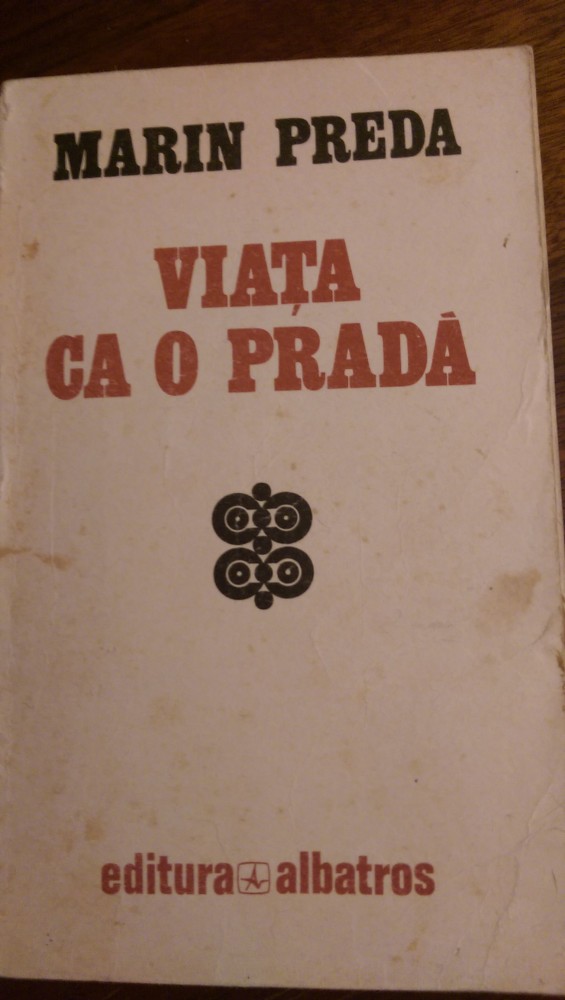 MARIN PREDA
VIAȚA
CA O PRADĂ
editura albatros